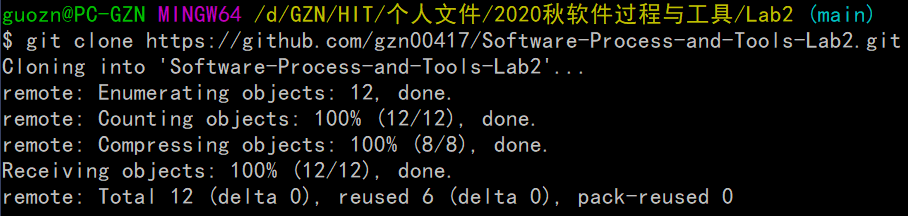 guozn@PC-GZN MINGW64 /d/GZN/HIT/个人文件/2020秋软件过程与工具/Lab2 (main)
$ git clone https://github.com/gzn00417/Software-Process-and-Tools-Lab2.git
Cloning into 'Software-Process-and-Tools-Lab2'...
remote: Enumerating objects: 12, done.
remote: Counting objects: 100% (12/12), done.
remote: Compressing objects: 100% (8/8), done.
Receiving objects: 100% (12/12), done.
remote: Total 12 (delta 0), reused 6 (delta 0), pack-reused 0